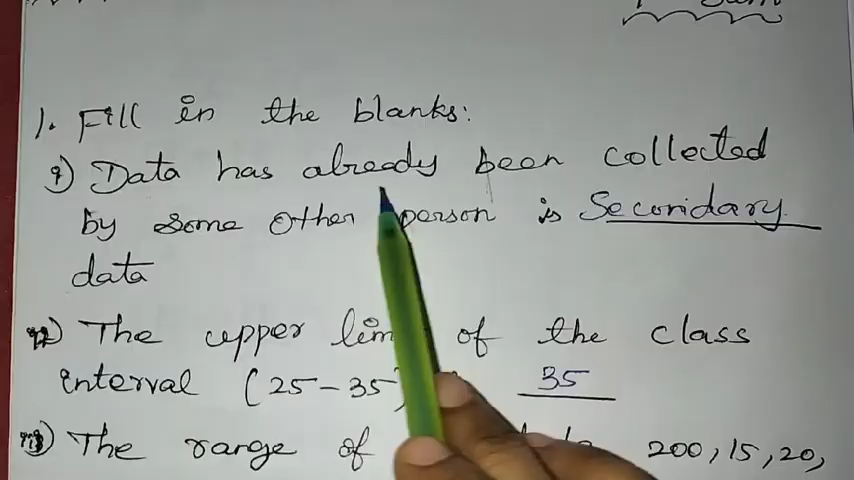 1. Fill in the blanks:
i) Data has already been collected
by some other person is Secondary
data
ii) The upper of the class
interval (25-35) 35
iii) The range of 200, 15, 20,